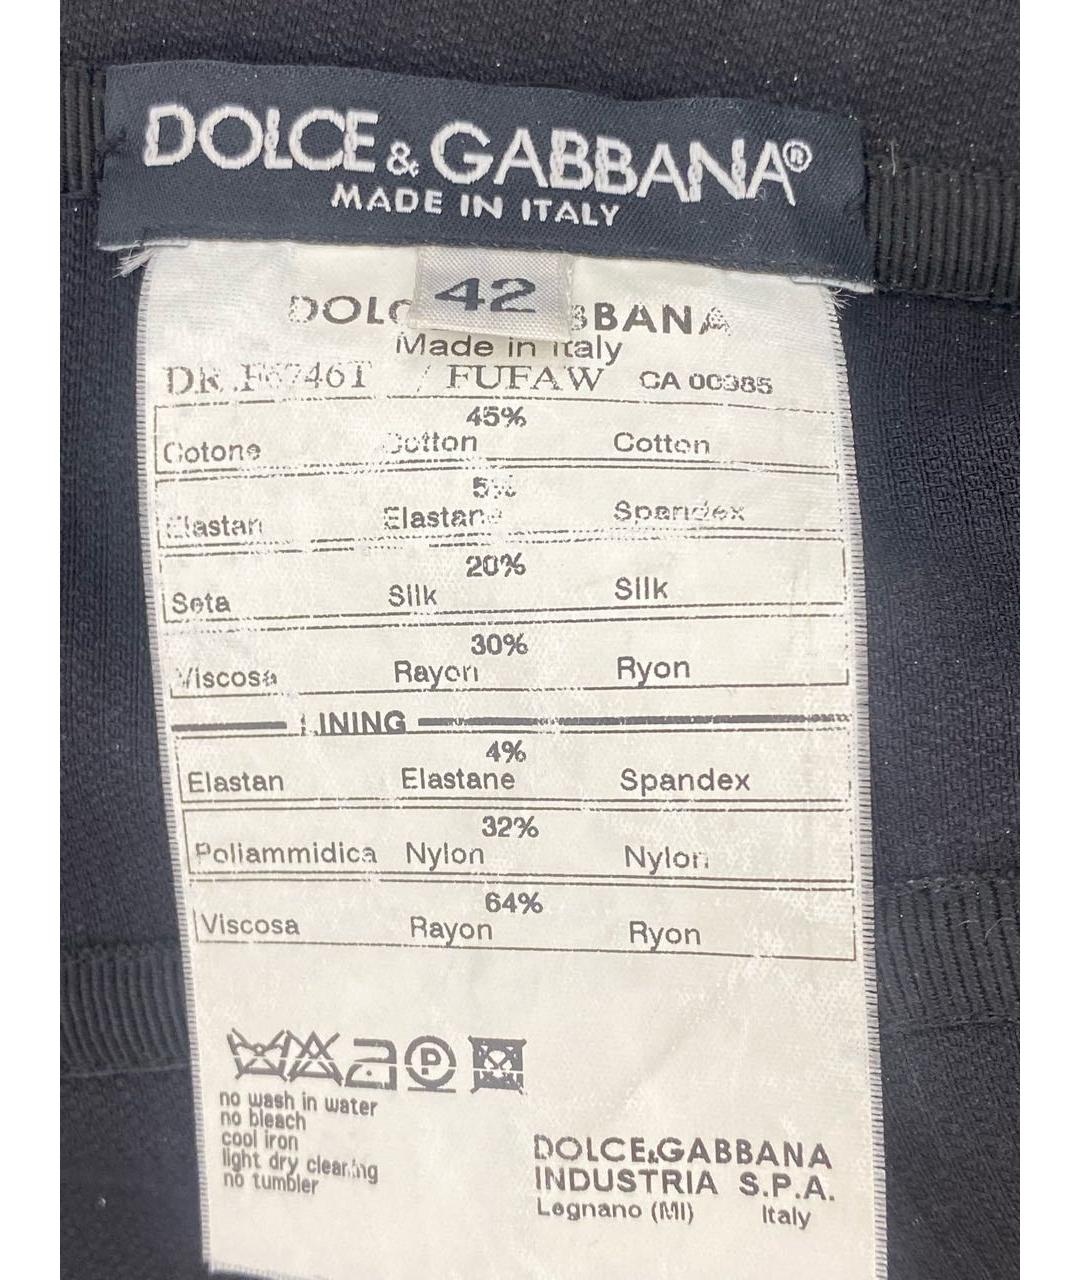 DOLCE & GABBANA®
MADE IN ITALY
42
Made in Italy
/ FUFAW CA 00385
45%
Cotone Cotton Cotton
5%
Elastan Elastane Spandex
20%
Seta Silk Silk
30%
Viscosa Rayon Ryon
LINING
4%
Elastan Elastane Spandex
32%
Poliammidica Nylon Nylon
64%
Viscosa Rayon Ryon
P
no wash in water
no bleach
cool iron
light dry cleaning
no tumbler
DOLCE&GABBANA
INDUSTRIA S.P.A.
Legnano (MI) Italy